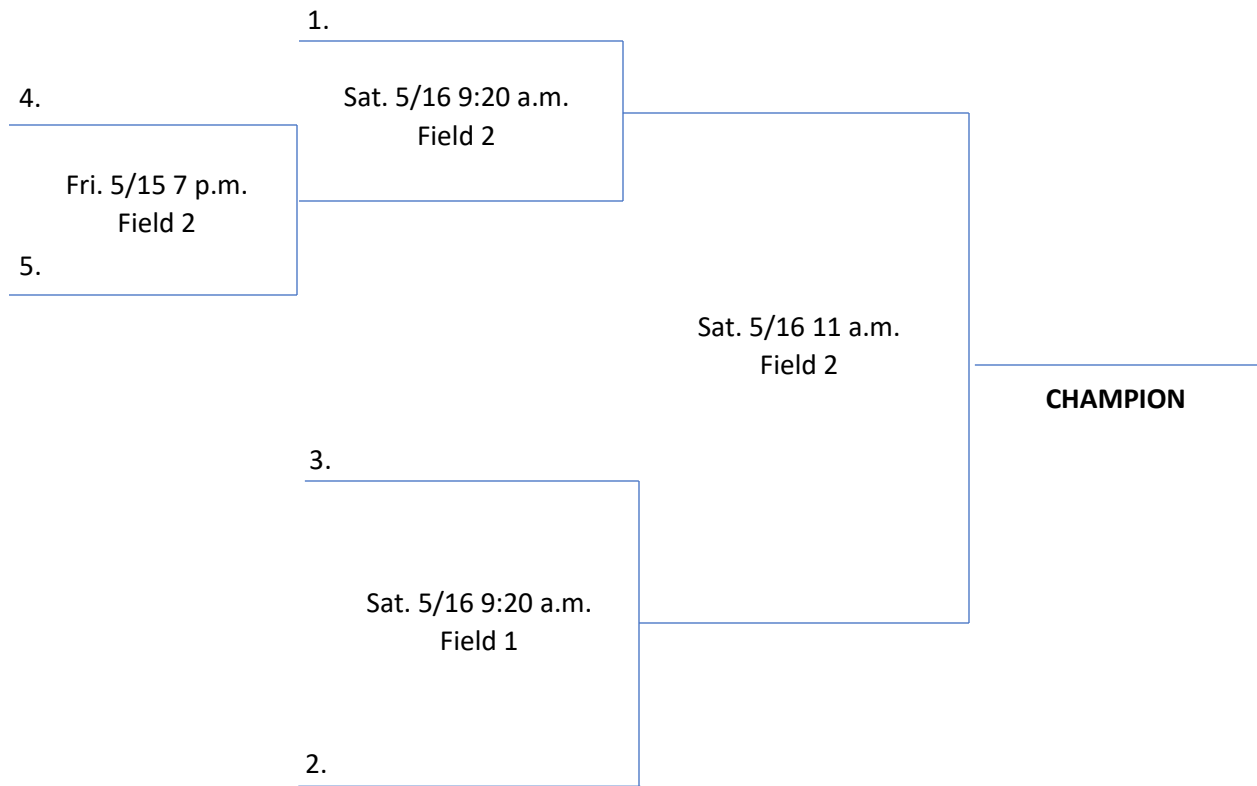 1.
4.
Sat. 5/16 9:20 a.m.
Field 2
Fri. 5/15 7 p.m.
Field 2
5.
Sat. 5/16 11 a.m.
Field 2
CHAMPION
3.
Sat. 5/16 9:20 a.m.
Field 1
2.